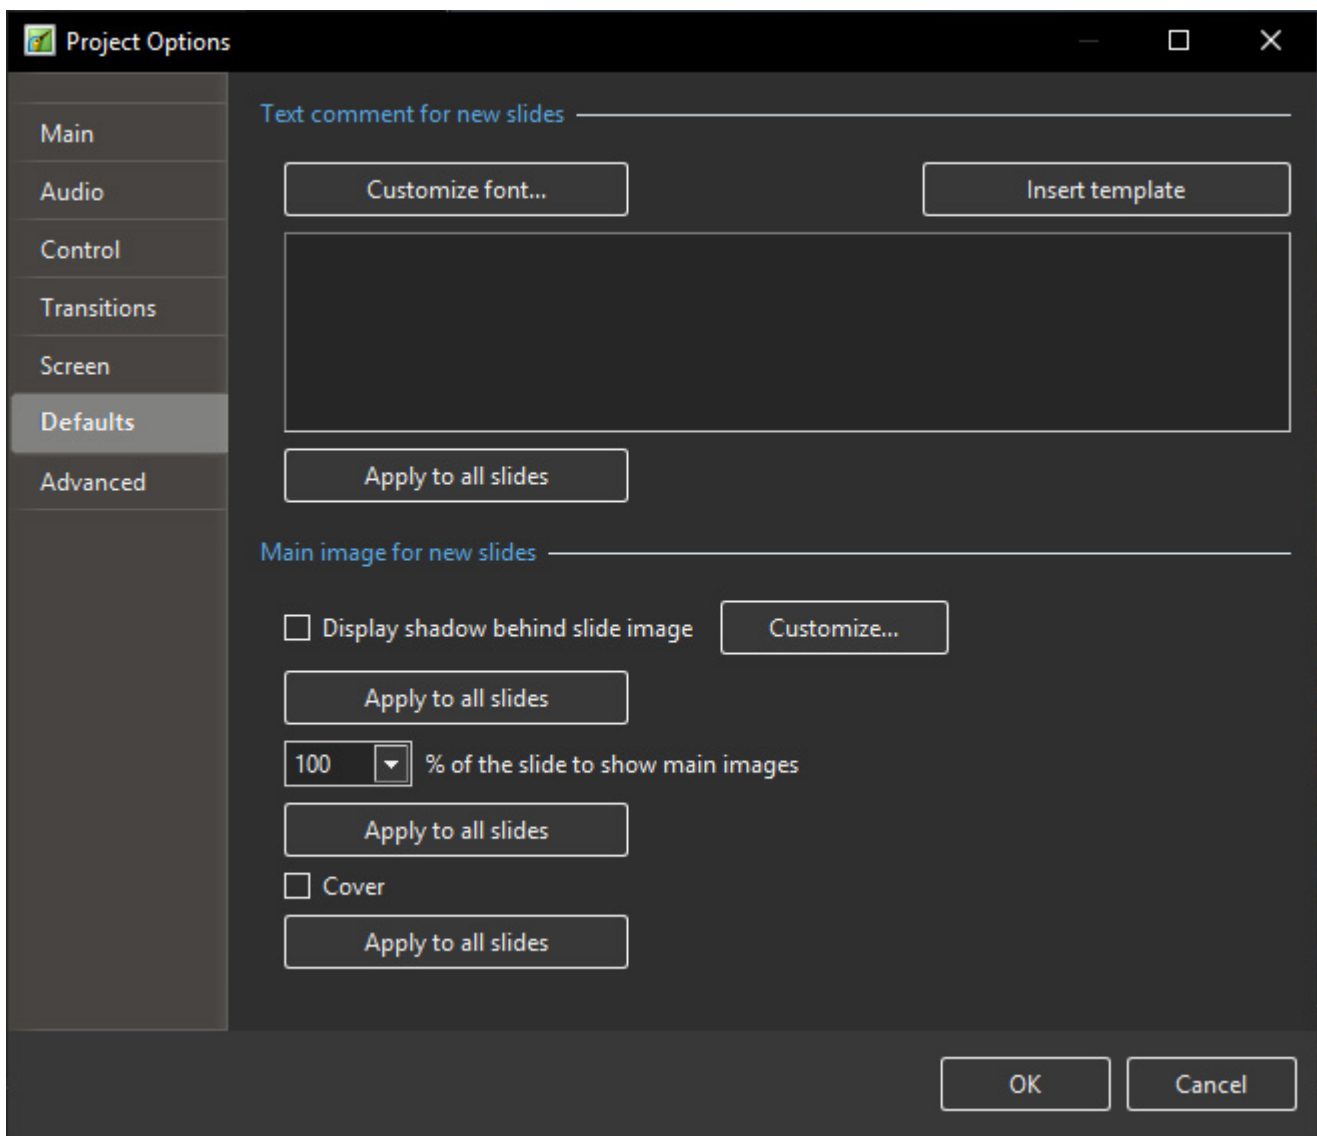 Project Options
Main
Audio
Control
Transitions
Screen
Defaults
Advanced
Text comment for new slides
Customize font...
Insert template
Apply to all slides
Main image for new slides
Display shadow behind slide image
Customize...
Apply to all slides
100
% of the slide to show main images
Apply to all slides
Cover
Apply to all slides
OK
Cancel